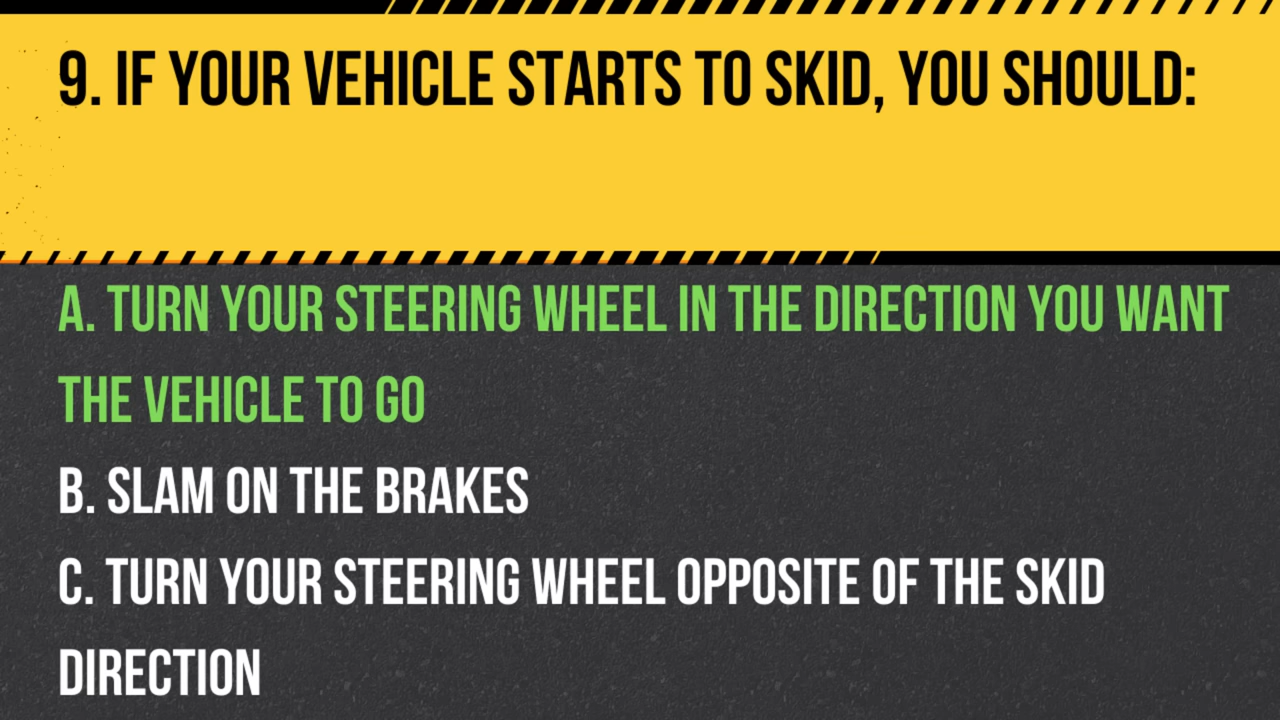 9. IF YOUR VEHICLE STARTS TO SKID, YOU SHOULD:
A. TURN YOUR STEERING WHEEL IN THE DIRECTION YOU WANT
THE VEHICLE TO GO
B. SLAM ON THE BRAKES
C. TURN YOUR STEERING WHEEL OPPOSITE OF THE SKID
DIRECTION